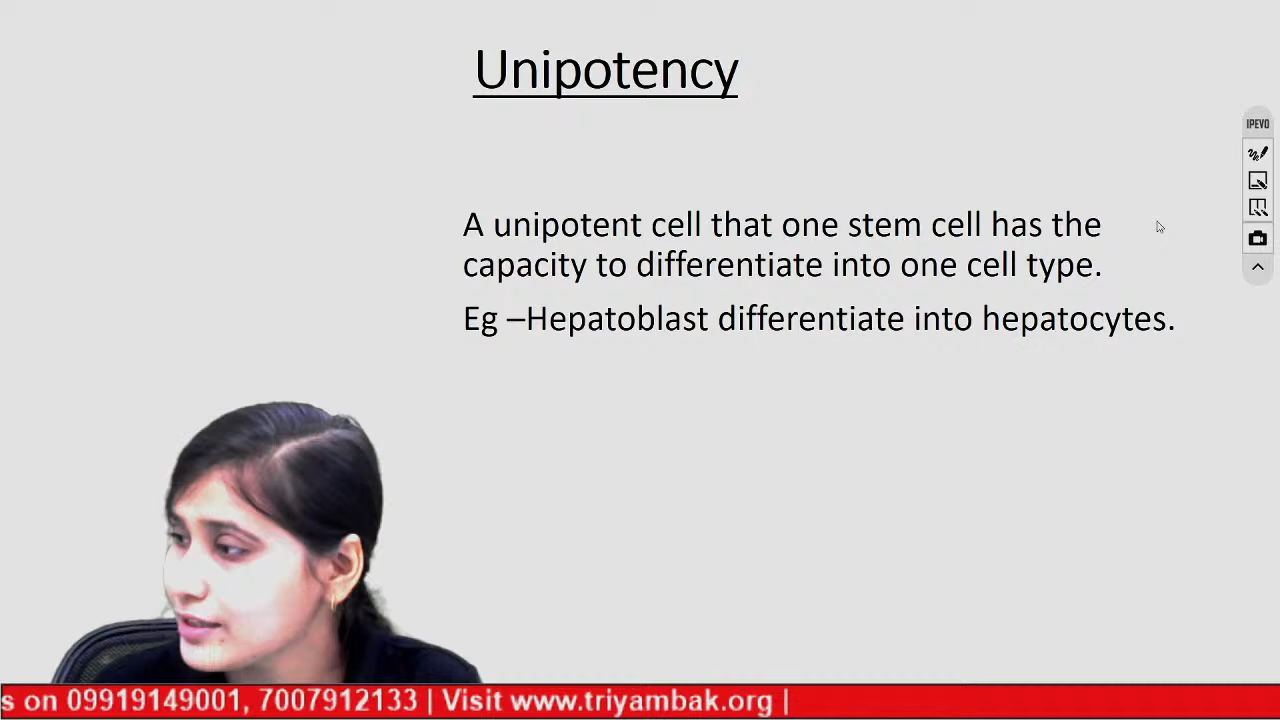 Unipotency
IPEVO
A unipotent cell that one stem cell has the
capacity to differentiate into one cell type.
Eg –Hepatoblast differentiate into hepatocytes.
s on 09919149001, 7007912133 | Visit www.triyambak.org |